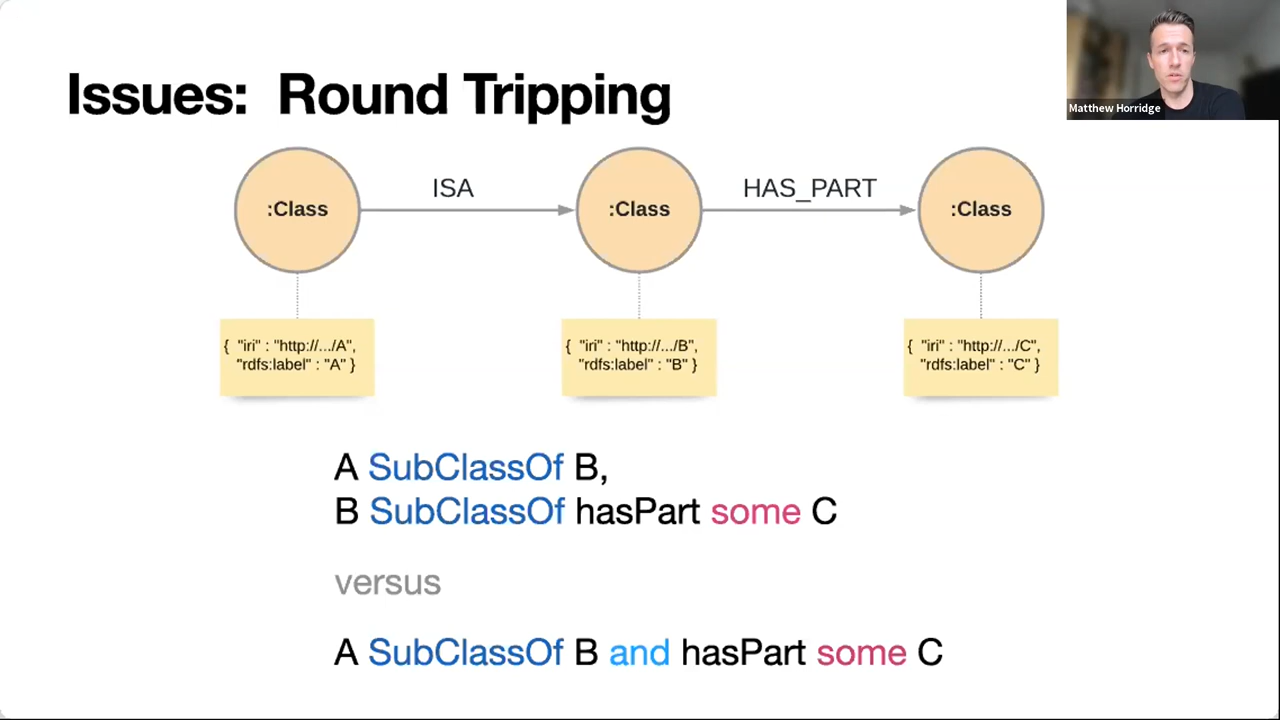 Issues:  Round Tripping
Matthew Horridge
ISA
HAS_PART
:Class
:Class
:Class
{  "iri" : "http://.../A",
"rdfs:label" : "A" }
{  "iri" : "http://.../B",
"rdfs:label" : "B" }
{  "iri" : "http://.../C",
"rdfs:label" : "C" }
A SubClassOf B,
B SubClassOf hasPart some C
versus
A SubClassOf B and hasPart some C